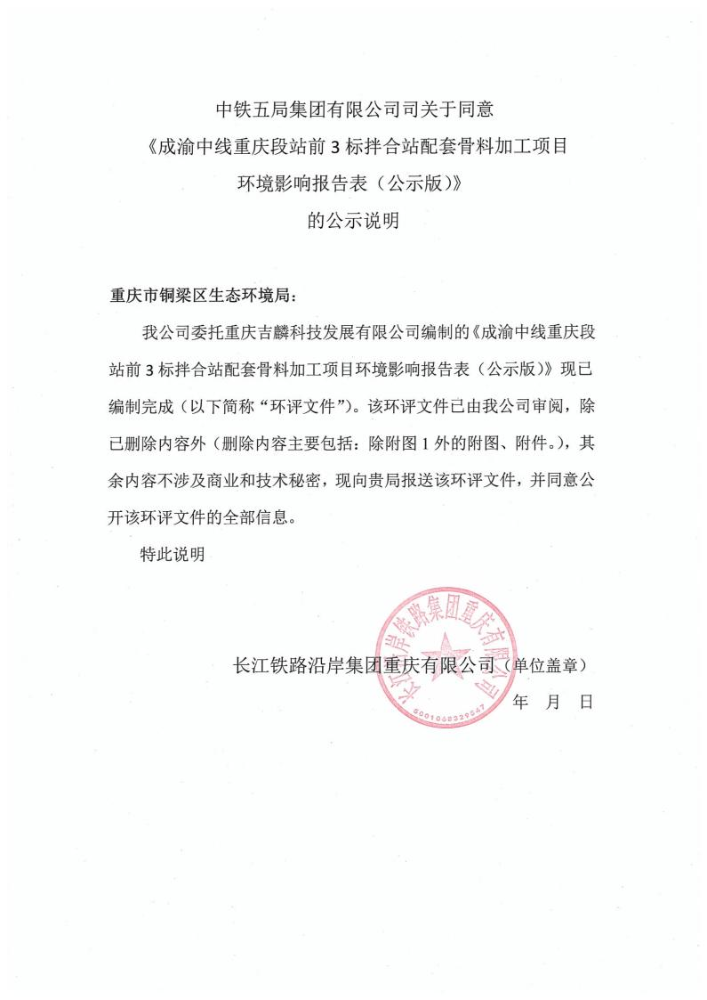 中铁五局集团有限公司司关于同意
《成渝中线重庆段站前3标拌合站配套骨料加工项目
环境影响报告表（公示版）》
的公示说明
重庆市铜梁区生态环境局：
我公司委托重庆吉麟科技发展有限公司编制的《成渝中线重庆段
站前3标拌合站配套骨料加工项目环境影响报告表（公示版）》现已
编制完成（以下简称“环评文件”）。该环评文件已由我公司审阅，除
已删除内容外（删除内容主要包括：除附图1外的附图、附件。），其
余内容不涉及商业和技术秘密，现向贵局报送该环评文件，并同意公
开该环评文件的全部信息。
特此说明
长江铁路沿岸集团重庆有限公司（单位盖章）
年 月 日
长江沿岸铁路集团重庆有限公司
5001068329547